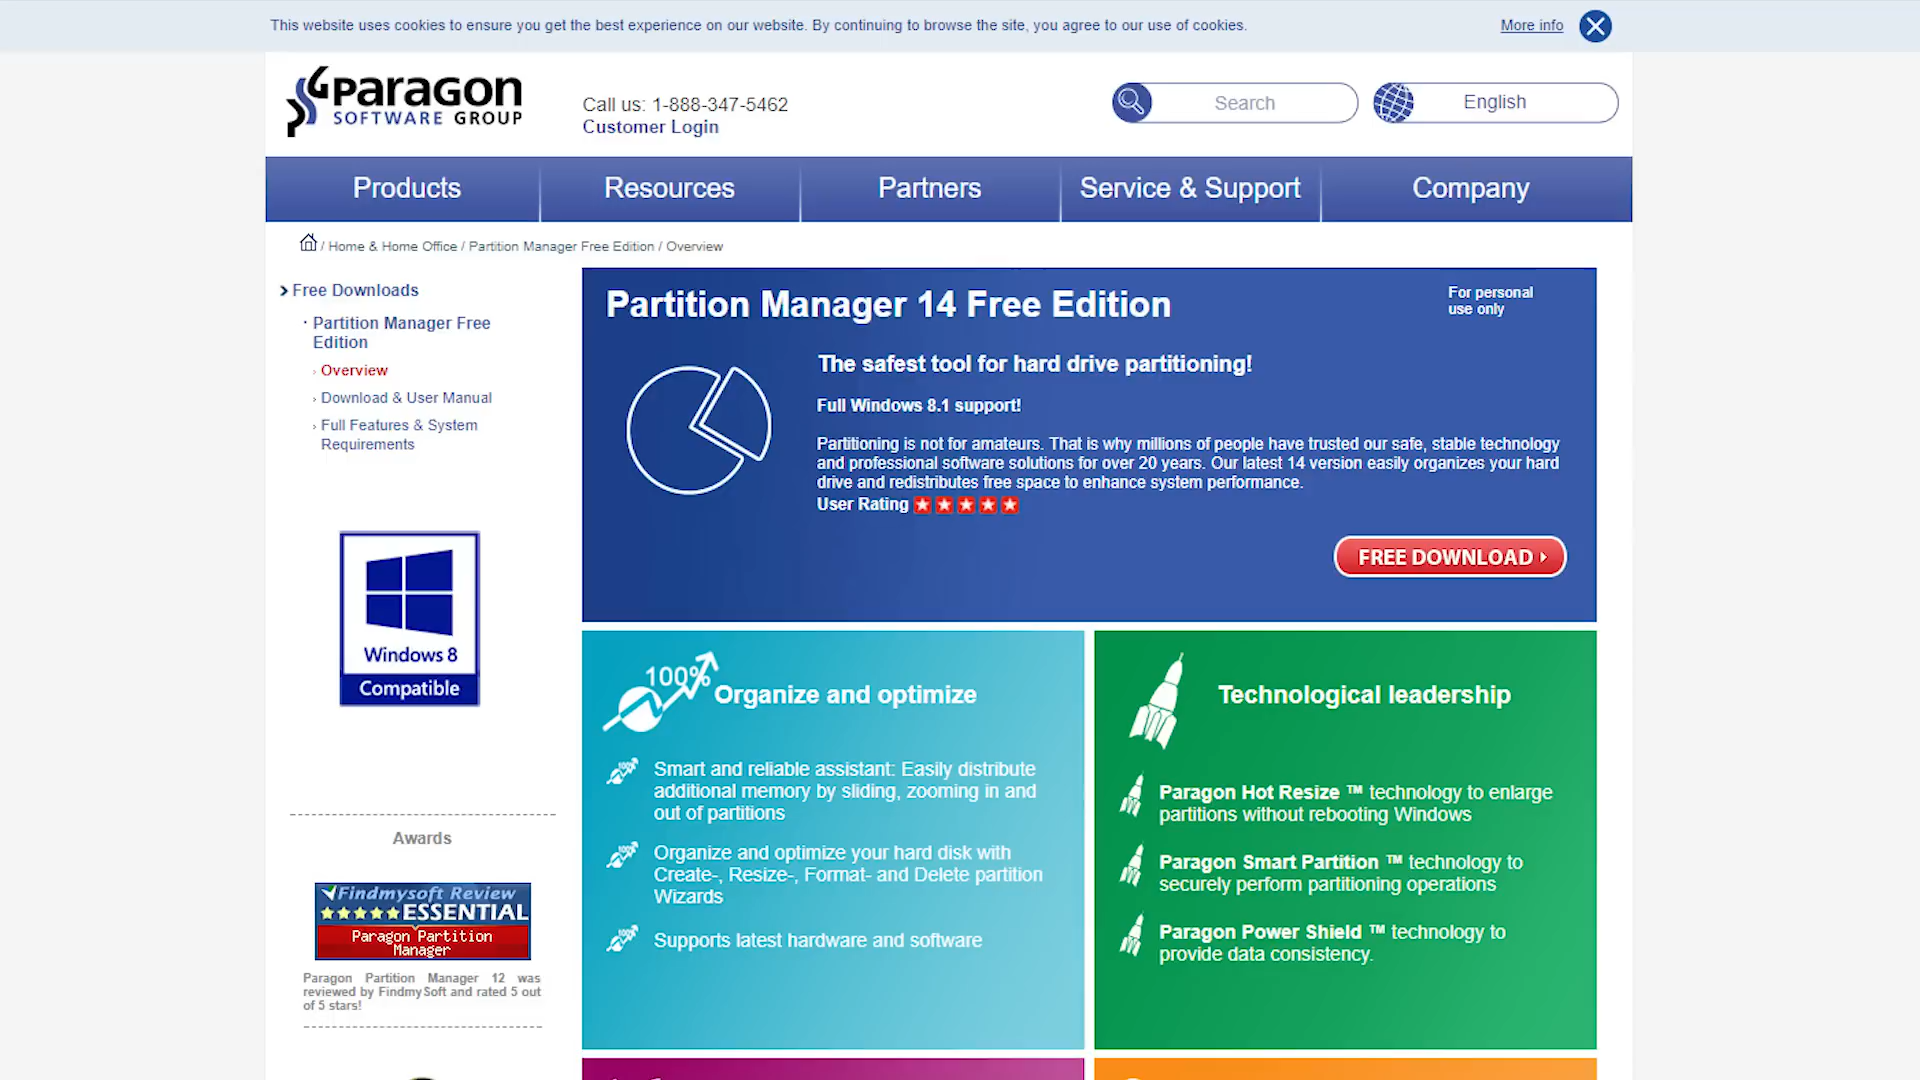 This website uses cookies to ensure you get the best experience on our website. By continuing to browse the site, you agree to our use of cookies.
More info
Paragon
SOFTWARE GROUP
Call us: 1-888-347-5462
Customer Login
Search
English
Products
Resources
Partners
Service & Support
Company
/ Home & Home Office / Partition Manager Free Edition / Overview
Free Downloads
Partition Manager Free
Edition
Overview
Download & User Manual
Full Features & System
Requirements
Windows 8
Compatible
Awards
Findmysoft Review
ESSENTIAL
Paragon Partition
Manager
Paragon Partition Manager 12 was
reviewed by FindmySoft and rated 5 out
of 5 stars!
Partition Manager 14 Free Edition
For personal
use only
The safest tool for hard drive partitioning!
Full Windows 8.1 support!
Partitioning is not for amateurs. That is why millions of people have trusted our safe, stable technology
and professional software solutions for over 20 years. Our latest 14 version easily organizes your hard
drive and redistributes free space to enhance system performance.
User Rating
FREE DOWNLOAD
100%
Organize and optimize
Smart and reliable assistant: Easily distribute
additional memory by sliding, zooming in and
out of partitions
Organize and optimize your hard disk with
Create-, Resize-, Format- and Delete partition
Wizards
Supports latest hardware and software
Technological leadership
Paragon Hot Resize ™ technology to enlarge
partitions without rebooting Windows
Paragon Smart Partition ™ technology to
securely perform partitioning operations
Paragon Power Shield ™ technology to
provide data consistency.